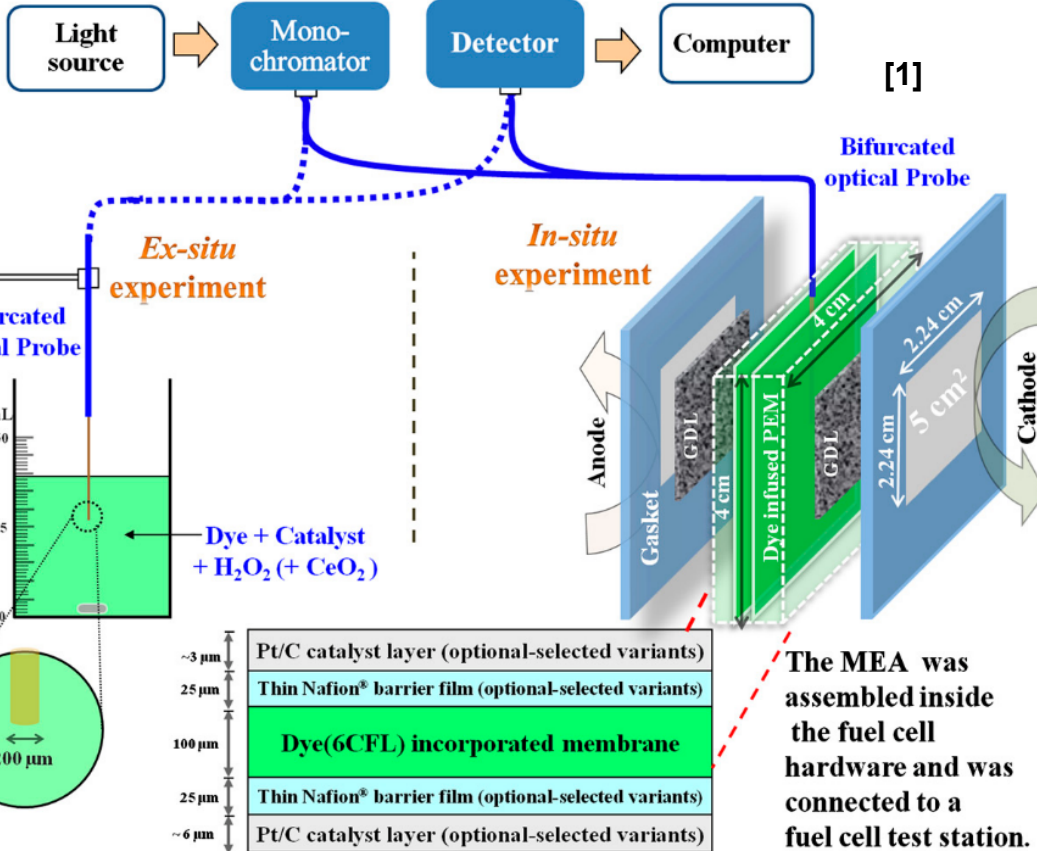 Light
source
Mono-
chromator
Detector
Computer
[1]
Bifurcated
optical Probe
Ex-situ
experiment
In-situ
experiment
Dye + Catalyst
+ H₂O₂ (+ CeO₂ )
200 µm
Anode
Gasket
GDL
4 cm
4 cm
Dye infused PEM
GDL
2.24 cm
2.24 cm
5 cm²
Cathode
~3 µm
Pt/C catalyst layer (optional-selected variants)
25 µm
Thin Nafion® barrier film (optional-selected variants)
100 µm
Dye(6CFL) incorporated membrane
25 µm
Thin Nafion® barrier film (optional-selected variants)
~ 6 µm
Pt/C catalyst layer (optional-selected variants)
The MEA was
assembled inside
the fuel cell
hardware and was
connected to a
fuel cell test station.